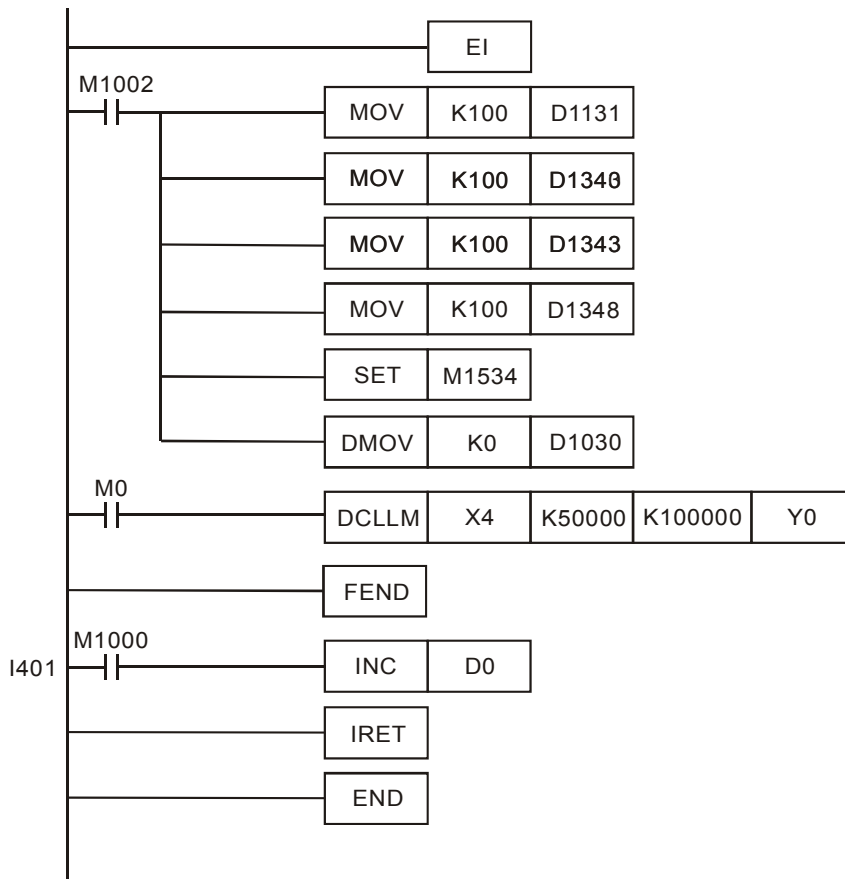 EI
M1002
MOV K100 D1131
MOV K100 D1340
MOV K100 D1343
MOV K100 D1348
SET M1534
DMOV K0 D1030
M0
DCLLM X4 K50000 K100000 Y0
FEND
M1000
I401 INC D0
IRET
END